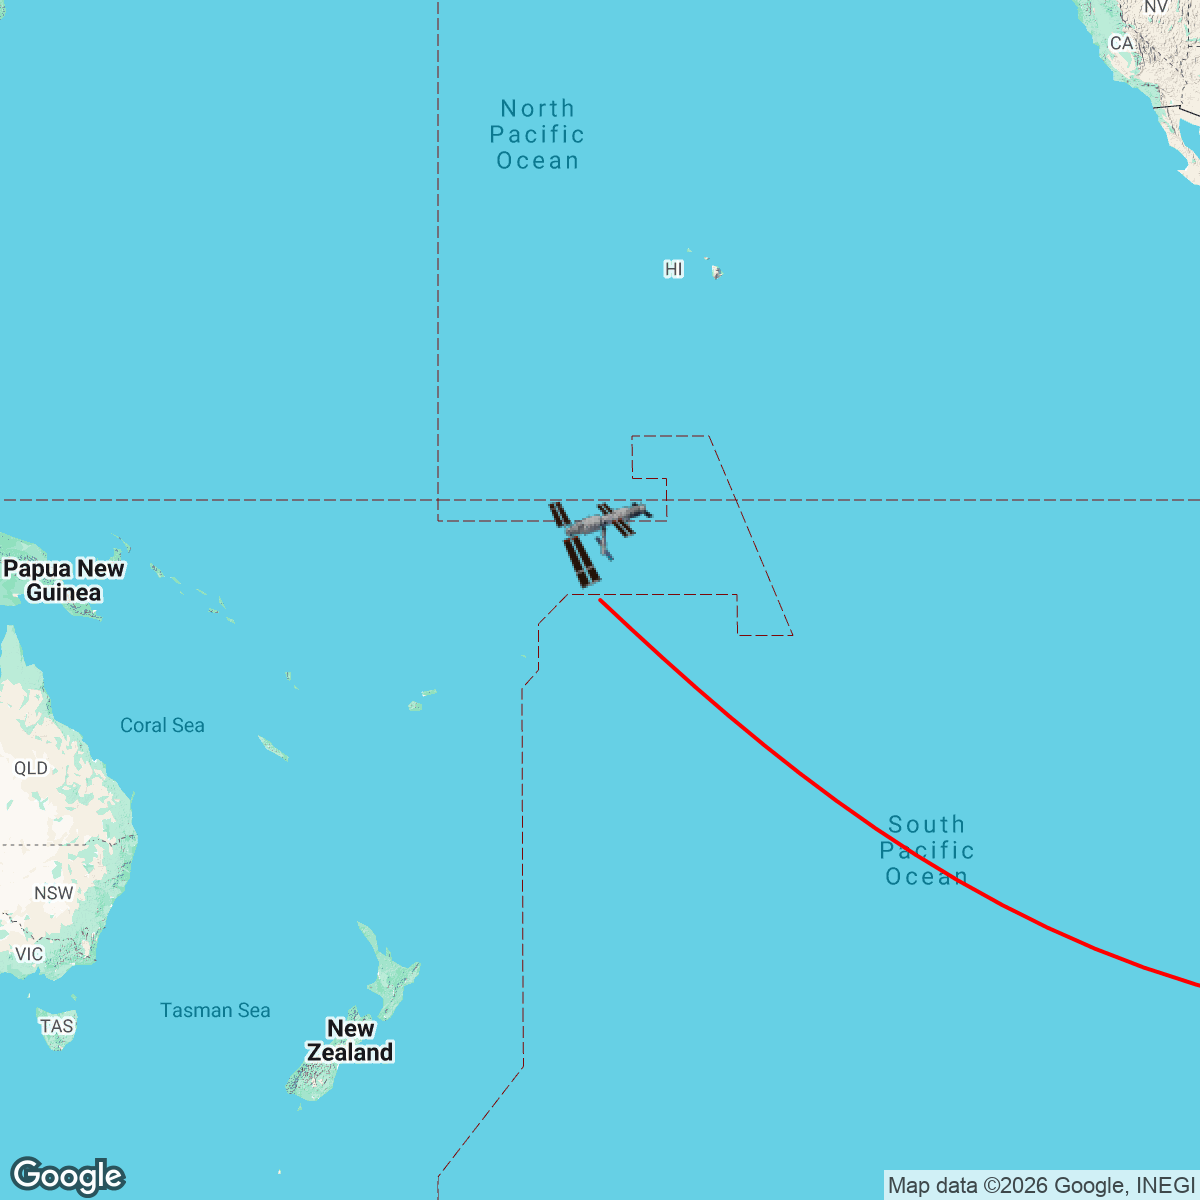 NV
CA
North
Pacific
Ocean
HI
Papua New
Guinea
Coral Sea
QLD
South
Pacific
Ocean
NSW
VIC
Tasman Sea
TAS
New
Zealand
Google
Map data ©2026 Google, INEGI